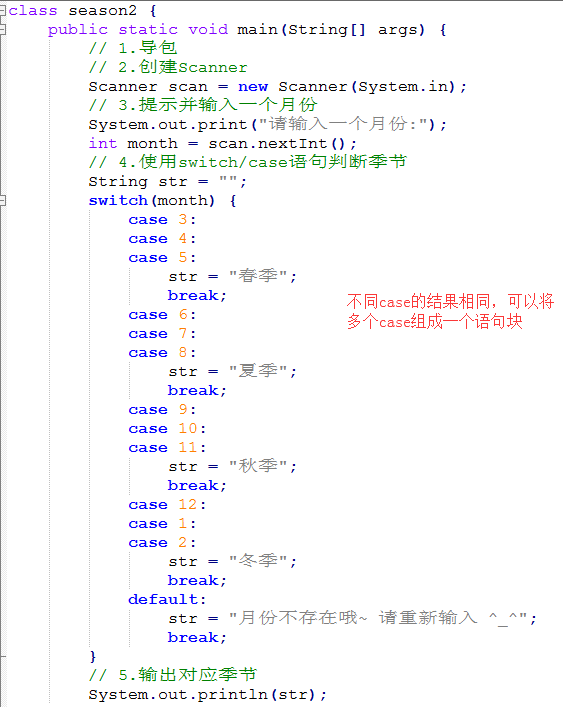 class season2 {
    public static void main(String[] args) {
        // 1.导包
        // 2.创建Scanner
        Scanner scan = new Scanner(System.in);
        // 3.提示并输入一个月份
        System.out.print("请输入一个月份:");
        int month = scan.nextInt();
        // 4.使用switch/case语句判断季节
        String str = "";
        switch(month) {
            case 3:
            case 4:
            case 5:
                str = "春季";
                break;
            case 6:
            case 7:
            case 8:
                str = "夏季";
                break;
            case 9:
            case 10:
            case 11:
                str = "秋季";
                break;
            case 12:
            case 1:
            case 2:
                str = "冬季";
                break;
            default:
                str = "月份不存在哦~ 请重新输入 ^_^";
                break;
        }
        // 5.输出对应季节
        System.out.println(str);
不同case的结果相同，可以将
多个case组成一个语句块